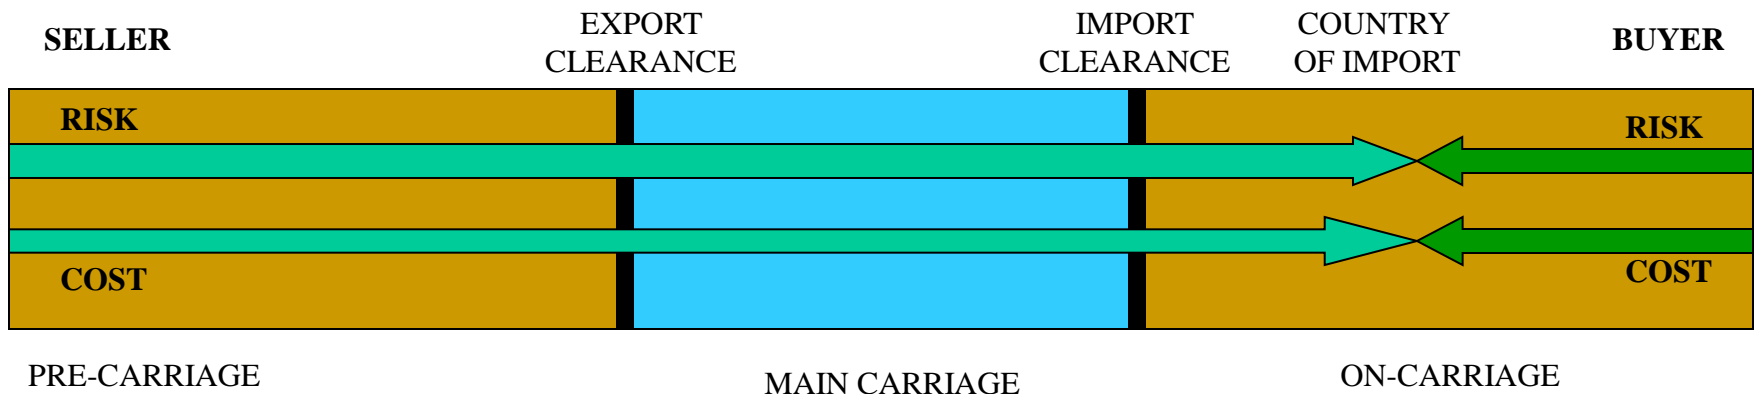 SELLER
EXPORT
CLEARANCE
IMPORT
CLEARANCE
COUNTRY
OF IMPORT
BUYER
RISK
RISK
COST
COST
PRE-CARRIAGE
MAIN CARRIAGE
ON-CARRIAGE